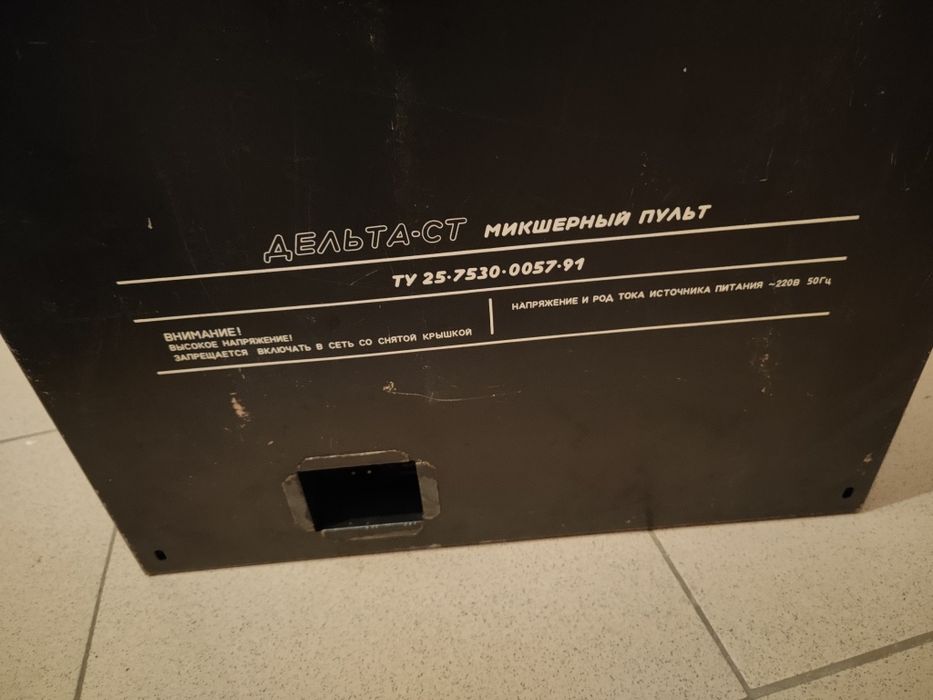 ДЕЛЬТА·СТ МИКШЕРНЫЙ ПУЛЬТ
ТУ 25·7530·0057·91
ВНИМАНИЕ!
ВЫСОКОЕ НАПРЯЖЕНИЕ!
ЗАПРЕЩАЕТСЯ ВКЛЮЧАТЬ В СЕТЬ СО СНЯТОЙ КРЫШКОЙ
НАПРЯЖЕНИЕ И РОД ТОКА ИСТОЧНИКА ПИТАНИЯ ~220В 50Гц